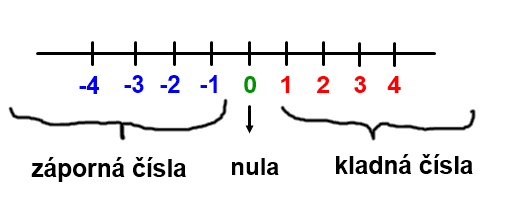 -4 -3 -2 -1 0 1 2 3 4
záporná čísla nula kladná čísla